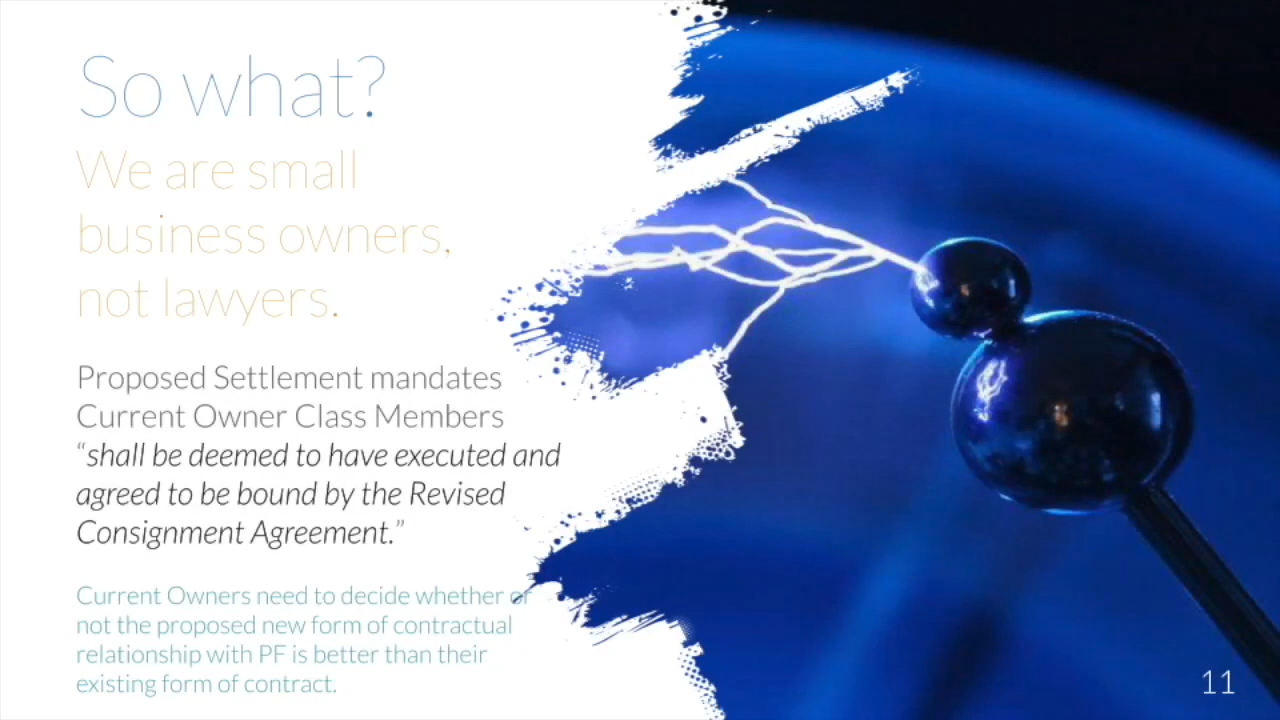 So what?
We are small
business owners,
not lawyers.
Proposed Settlement mandates
Current Owner Class Members
“shall be deemed to have executed and
agreed to be bound by the Revised
Consignment Agreement.”
Current Owners need to decide whether or
not the proposed new form of contractual
relationship with PF is better than their
existing form of contract.
11